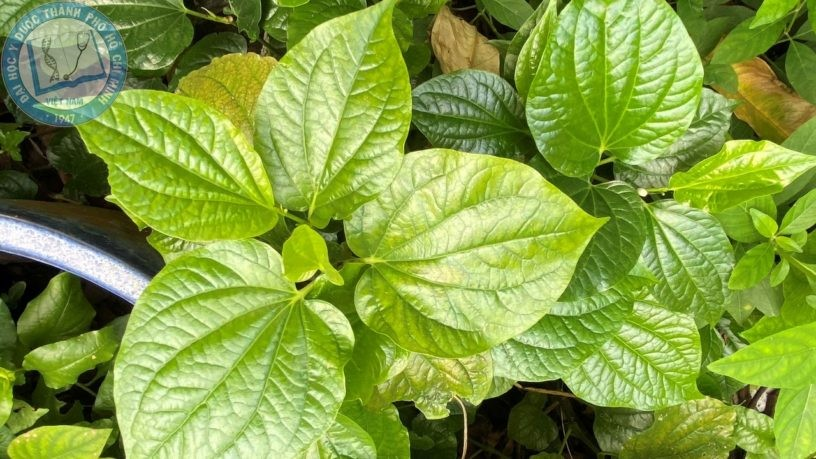 ĐẠI HỌC Y DƯỢC THÀNH PHỐ HỒ CHÍ MINH
VIỆT NAM
1947